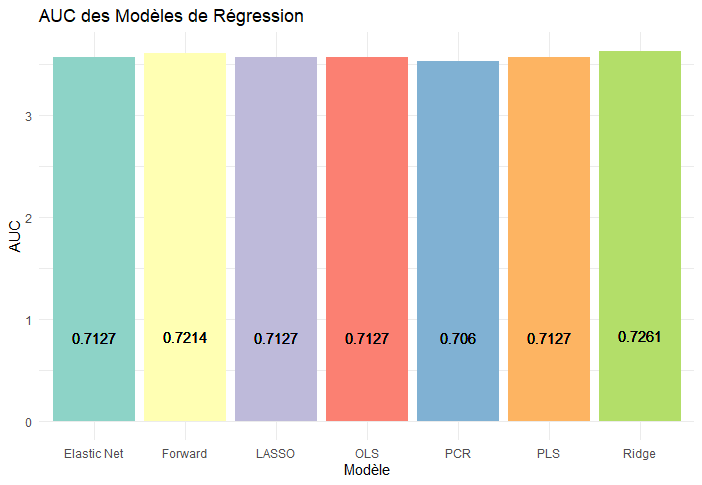 AUC des Modèles de Régression
AUC
3
2
1
0
0.7127
0.7214
0.7127
0.7127
0.706
0.7127
0.7261
Elastic Net
Forward
LASSO
OLS
PCR
PLS
Ridge
Modèle